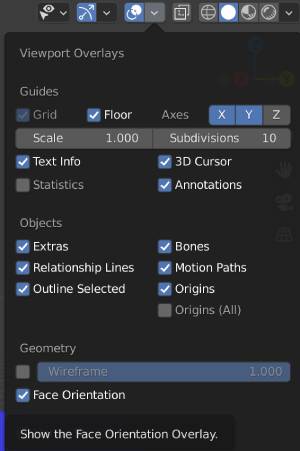 Viewport Overlays
Guides
Grid Floor Axes X Y Z
Scale 1.000 Subdivisions 10
Text Info 3D Cursor
Statistics Annotations
Objects
Extras Bones
Relationship Lines Motion Paths
Outline Selected Origins
Origins (All)
Geometry
Wireframe 1.000
Face Orientation
Show the Face Orientation Overlay.